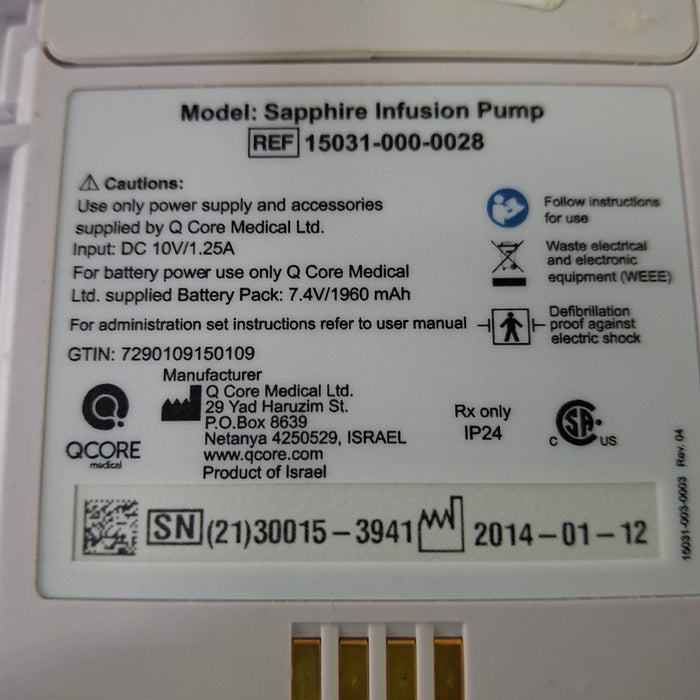 Model: Sapphire Infusion Pump
REF 15031-000-0028
Cautions:
Use only power supply and accessories
supplied by Q Core Medical Ltd.
Input: DC 10V/1.25A
For battery power use only Q Core Medical
Ltd. supplied Battery Pack: 7.4V/1960 mAh
For administration set instructions refer to user manual
GTIN: 7290109150109
Follow instructions
for use
Waste electrical
and electronic
equipment (WEEE)
Defibrillation
proof against
electric shock
QCORE
medical
Manufacturer
Q Core Medical Ltd.
29 Yad Haruzim St.
P.O.Box 8639
Netanya 4250529, ISRAEL
www.qcore.com
Product of Israel
Rx only
IP24
C SA US
15031-003-0003 Rev. 04
SN (21)30015-3941 2014-01-12